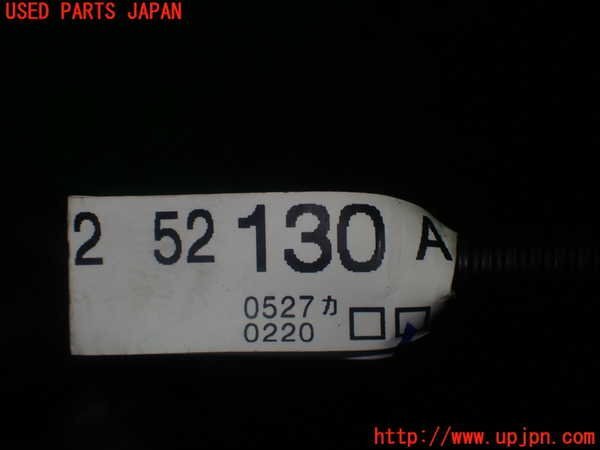 USED PARTS JAPAN
2 52 130 A
0527カ
0220
http://www.upjpn.com/